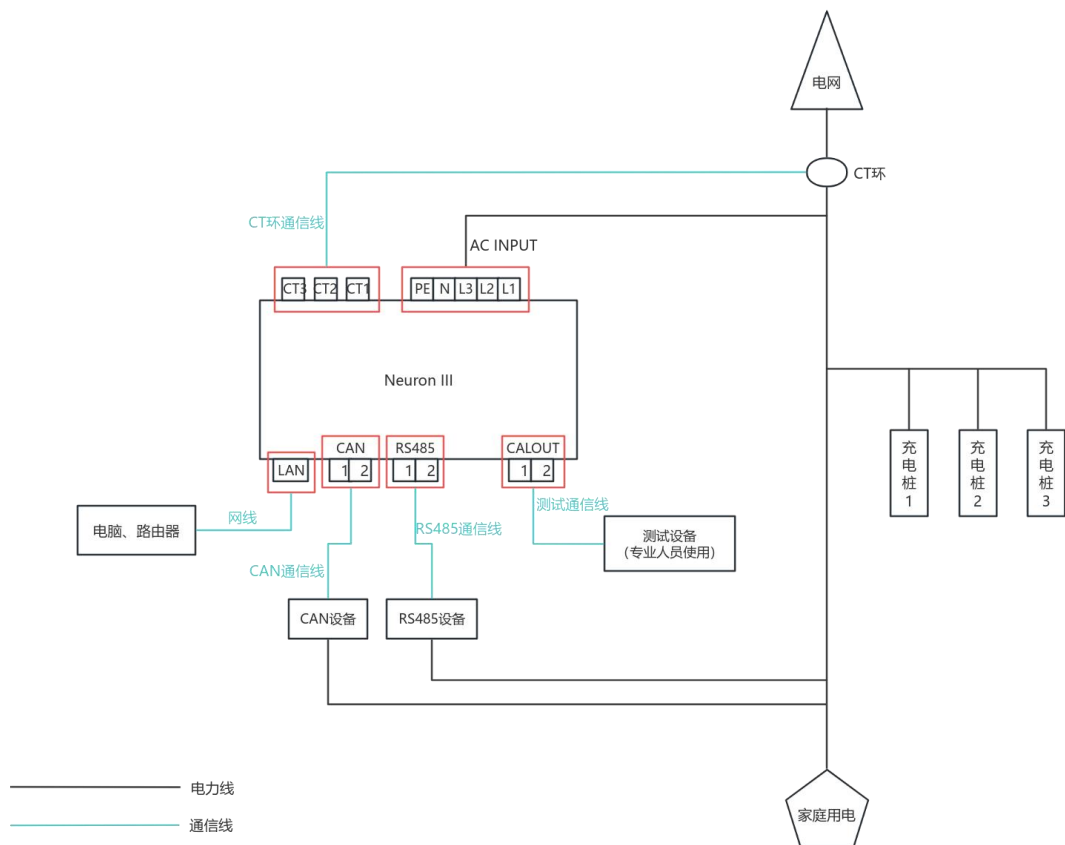 电网
CT环
CT环通信线
AC INPUT
CT3 CT2 CT1
PE N L3 L2 L1
Neuron III
CAN
RS485
CALOUT
LAN
1 2
1 2
1 2
充电桩1
充电桩2
充电桩3
网线
电脑、路由器
RS485通信线
测试通信线
测试设备
（专业人员使用）
CAN通信线
CAN设备
RS485设备
电力线
通信线
家庭用电